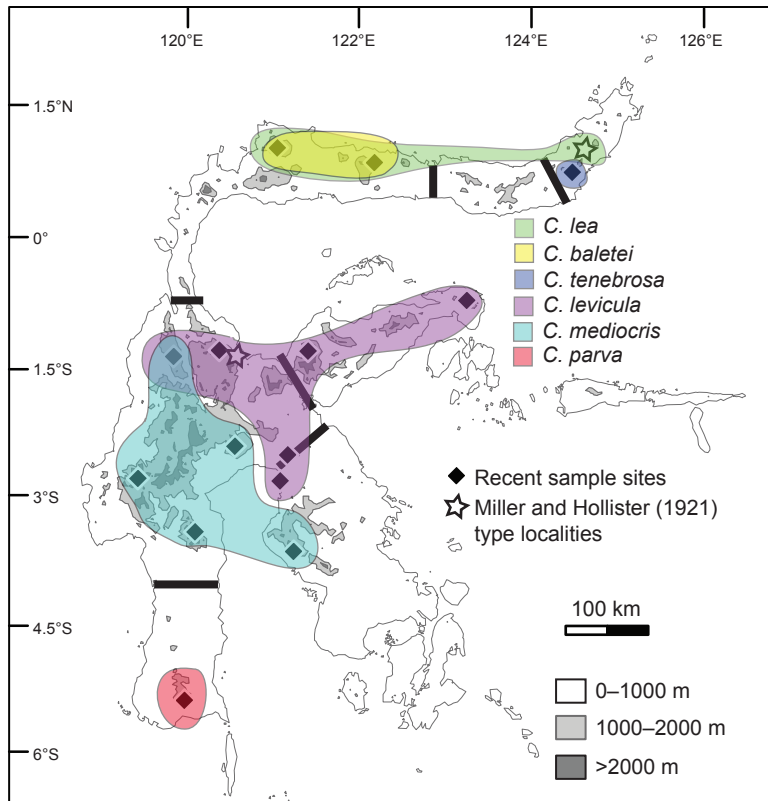 120°E 122°E 124°E 126°E
1.5°N
0°
1.5°S
3°S
4.5°S
6°S
C. lea
C. baletei
C. tenebrosa
C. levicula
C. mediocris
C. parva
Recent sample sites
Miller and Hollister (1921)
type localities
100 km
0–1000 m
1000–2000 m
>2000 m